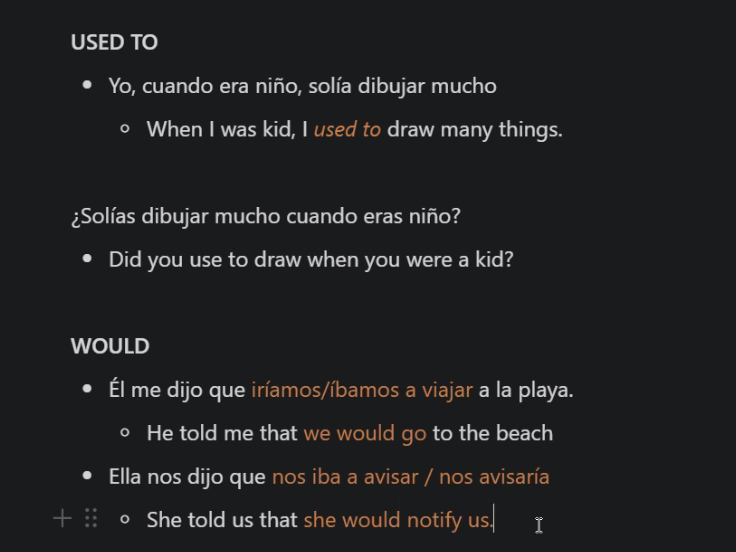 USED TO
Yo, cuando era niño, solía dibujar mucho
When I was kid, I used to draw many things.
¿Solías dibujar mucho cuando eras niño?
Did you use to draw when you were a kid?
WOULD
Él me dijo que iríamos/íbamos a viajar a la playa.
He told me that we would go to the beach
Ella nos dijo que nos iba a avisar / nos avisaría
She told us that she would notify us.